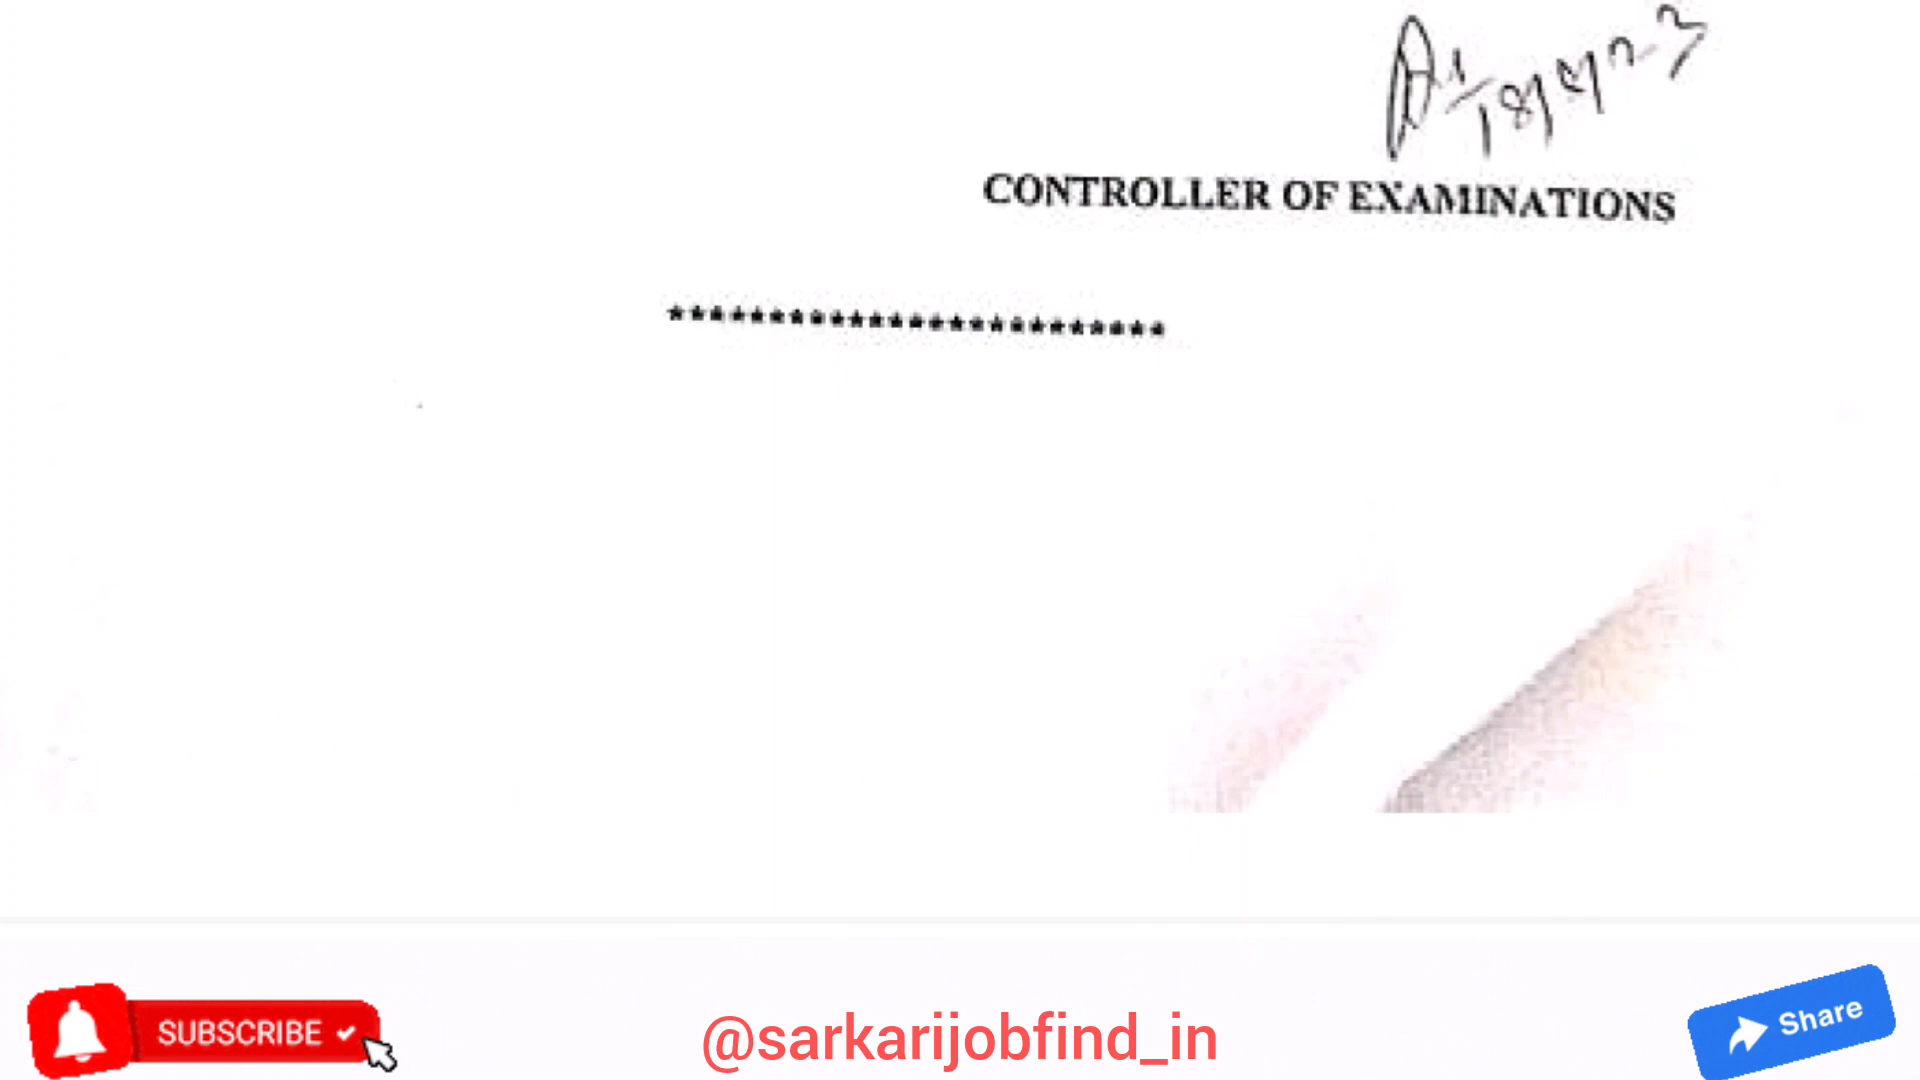 CONTROLLER OF EXAMINATIONS
*************************
SUBSCRIBE
@sarkarijobfind_in
Share